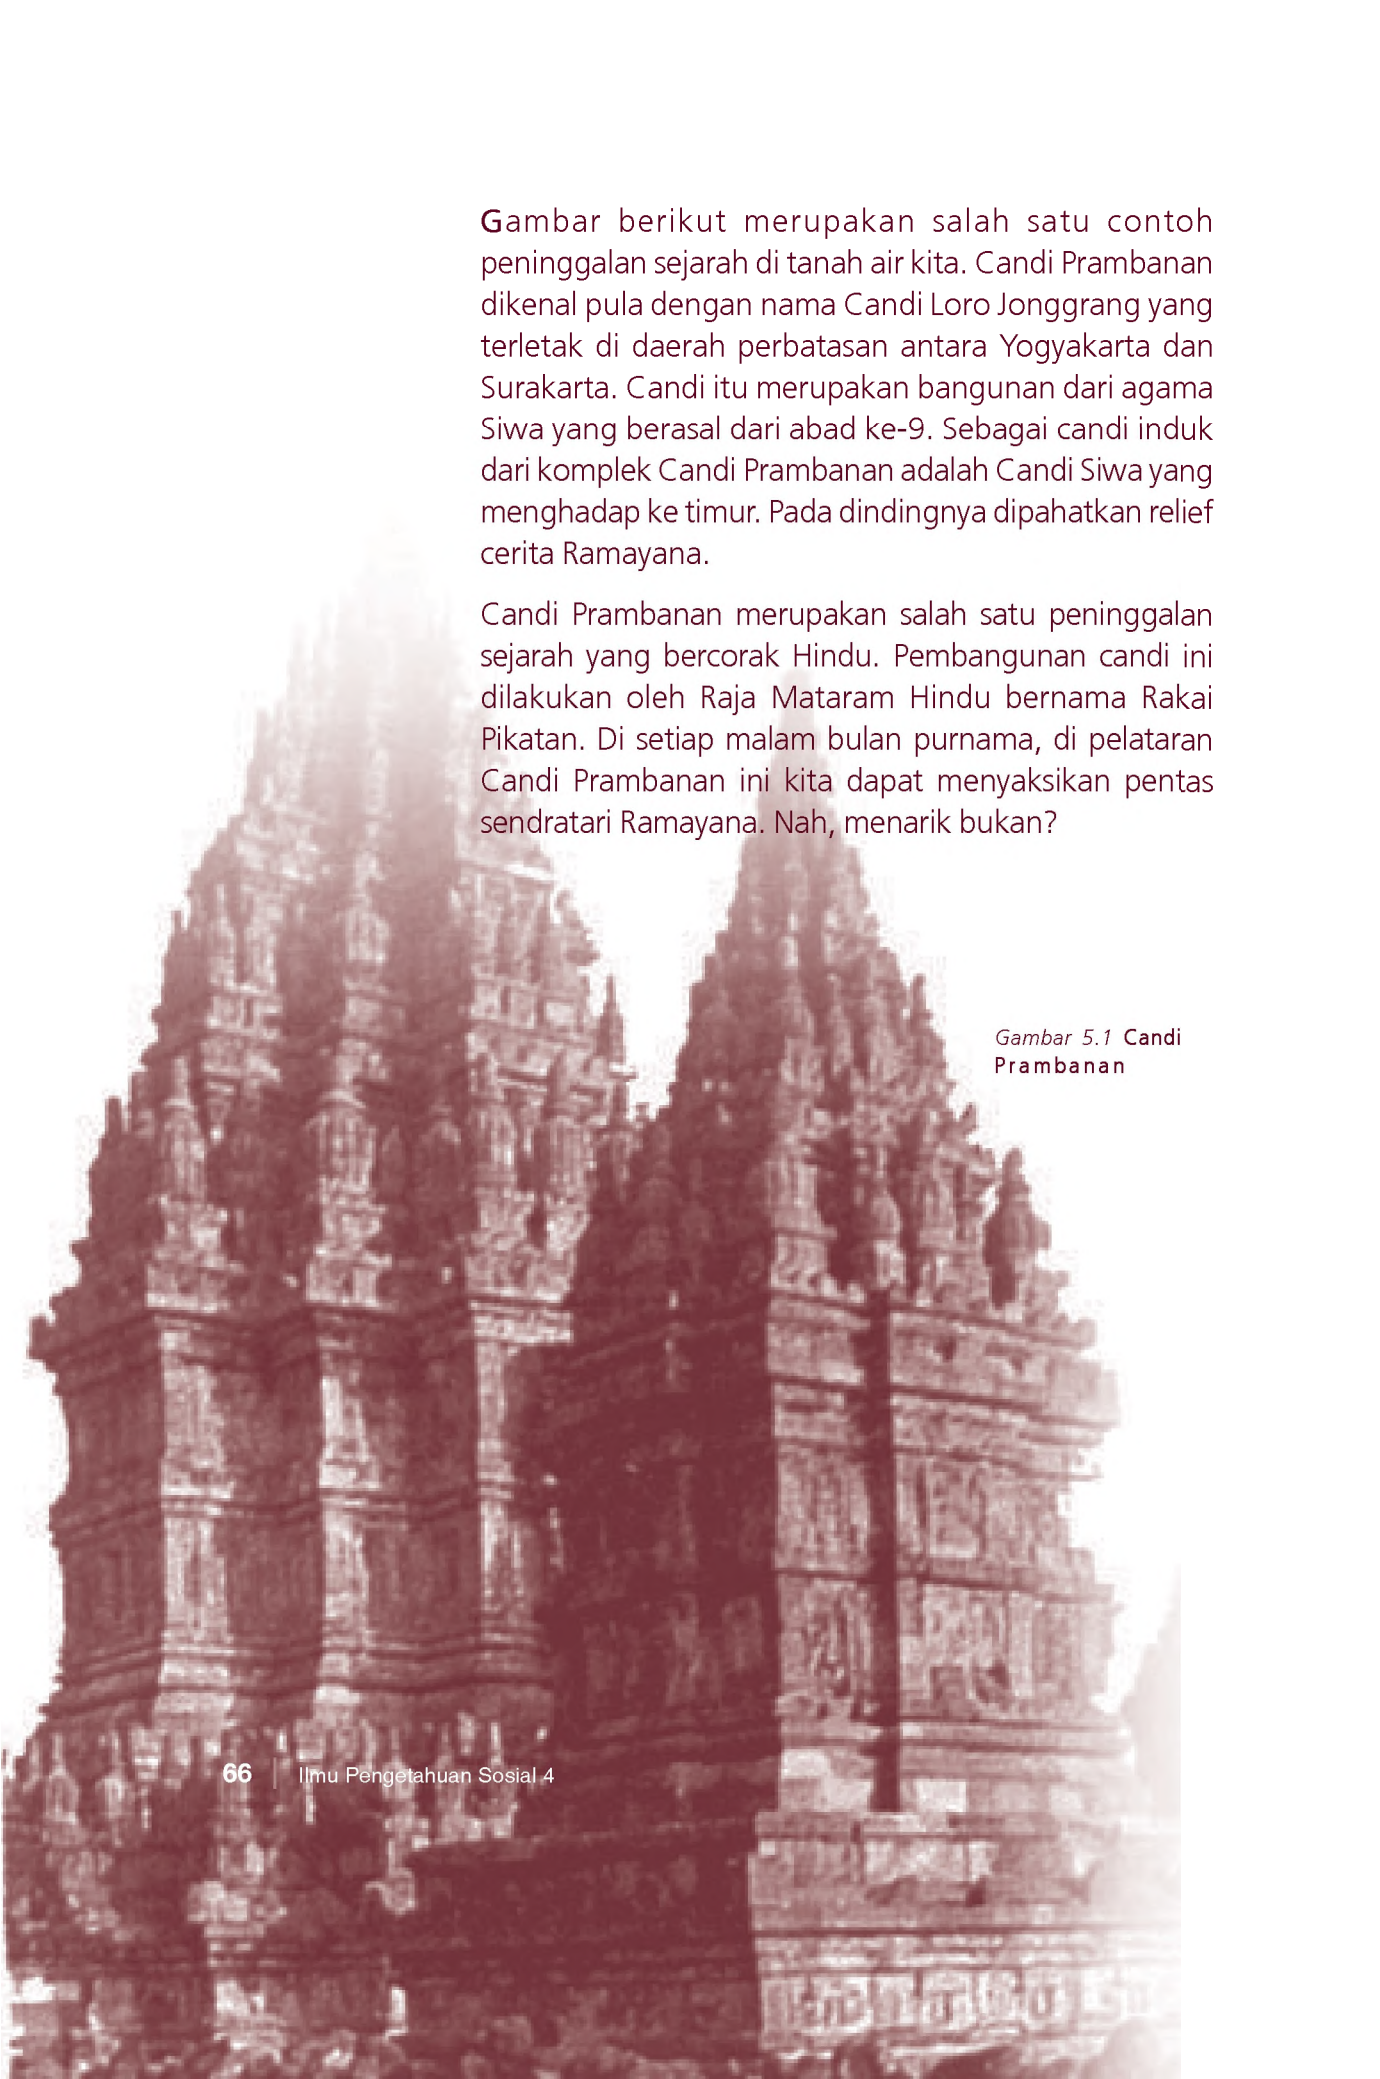 Gambar berikut merupakan salah satu contoh
peninggalan sejarah di tanah air kita. Candi Prambanan
dikenal pula dengan nama Candi Loro Jonggrang yang
terletak di daerah perbatasan antara Yogyakarta dan
Surakarta. Candi itu merupakan bangunan dari agama
Siwa yang berasal dari abad ke-9. Sebagai candi induk
dari komplek Candi Prambanan adalah Candi Siwa yang
menghadap ke timur. Pada dindingnya dipahatkan relief
cerita Ramayana.
Candi Prambanan merupakan salah satu peninggalan
sejarah yang bercorak Hindu. Pembangunan candi ini
dilakukan oleh Raja Mataram Hindu bernama Rakai
Pikatan. Di setiap malam bulan purnama, di pelataran
Candi Prambanan ini kita dapat menyaksikan pentas
sendratari Ramayana. Nah, menarik bukan?
Gambar 5.1 Candi
Prambanan
66 | Ilmu Pengetahuan Sosial 4